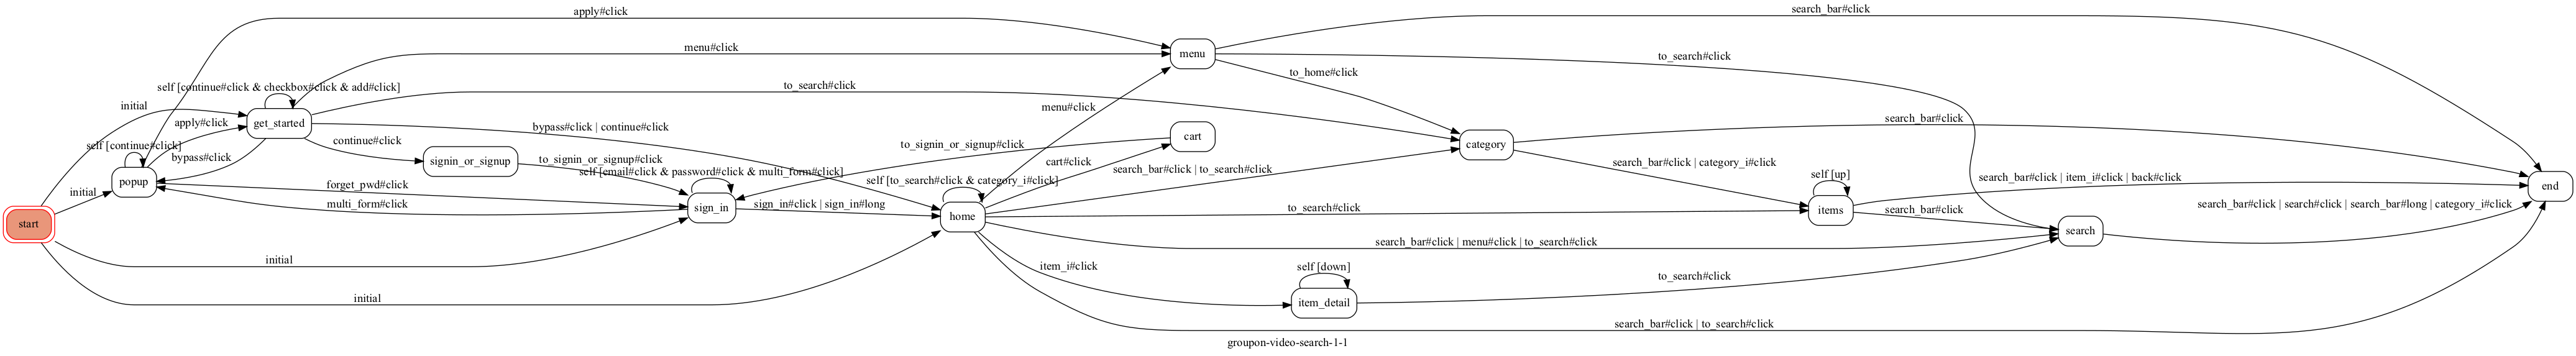 apply#click
search_bar#click
menu#click
menu
to_search#click
to_home#click
self [continue#click & checkbox#click & add#click]
to_search#click
initial
menu#click
get_started
apply#click
bypass#click | continue#click
search_bar#click
cart
continue#click
to_signin_or_signup#click
category
self [continue#click]
bypass#click
signin_or_signup
to_signin_or_signup#click
cart#click
search_bar#click | to_search#click
search_bar#click | category_i#click
self [email#click & password#click & multi_form#click]
self [up]
search_bar#click | item_i#click | back#click
popup
forget_pwd#click
self [to_search#click & category_i#click]
end
initial
multi_form#click
sign_in
sign_in#click | sign_in#long
to_search#click
items
search_bar#click
search_bar#click | search#click | search_bar#long | category_i#click
home
start
search
search_bar#click | menu#click | to_search#click
initial
item_i#click
self [down]
to_search#click
initial
item_detail
search_bar#click | to_search#click
groupon-video-search-1-1